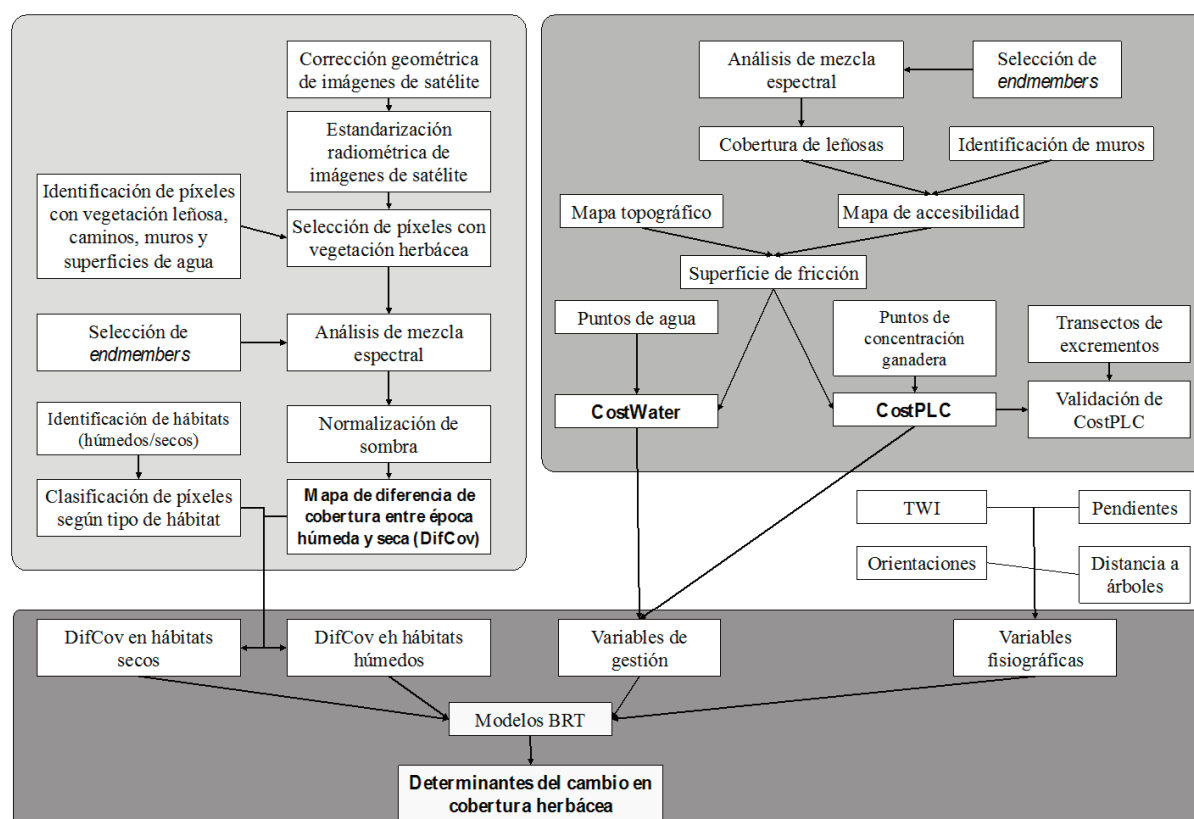 Corrección geométrica
de imágenes de satélite
Estandarización
radiométrica de
imágenes de satélite
Identificación de píxeles
con vegetación leñosa,
caminos, muros y
superficies de agua
Selección de píxeles con
vegetación herbácea
Selección de
endmembers
Análisis de mezcla
espectral
Identificación de hábitats
(húmedos/secos)
Normalización de
sombra
Clasificación de píxeles
según tipo de hábitat
Mapa de diferencia de
cobertura entre época
húmeda y seca (DifCov)
Análisis de mezcla
espectral
Selección de
endmembers
Cobertura de leñosas
Identificación de muros
Mapa topográfico
Mapa de accesibilidad
Superficie de fricción
Puntos de agua
Puntos de
concentración
ganadera
Transectos de
excrementos
CostWater
CostPLC
Validación de
CostPLC
TWI
Pendientes
Orientaciones
Distancia a
árboles
DifCov en hábitats
secos
DifCov eh hábitats
húmedos
Variables de
gestión
Variables
fisiográficas
Modelos BRT
Determinantes del cambio en
cobertura herbácea